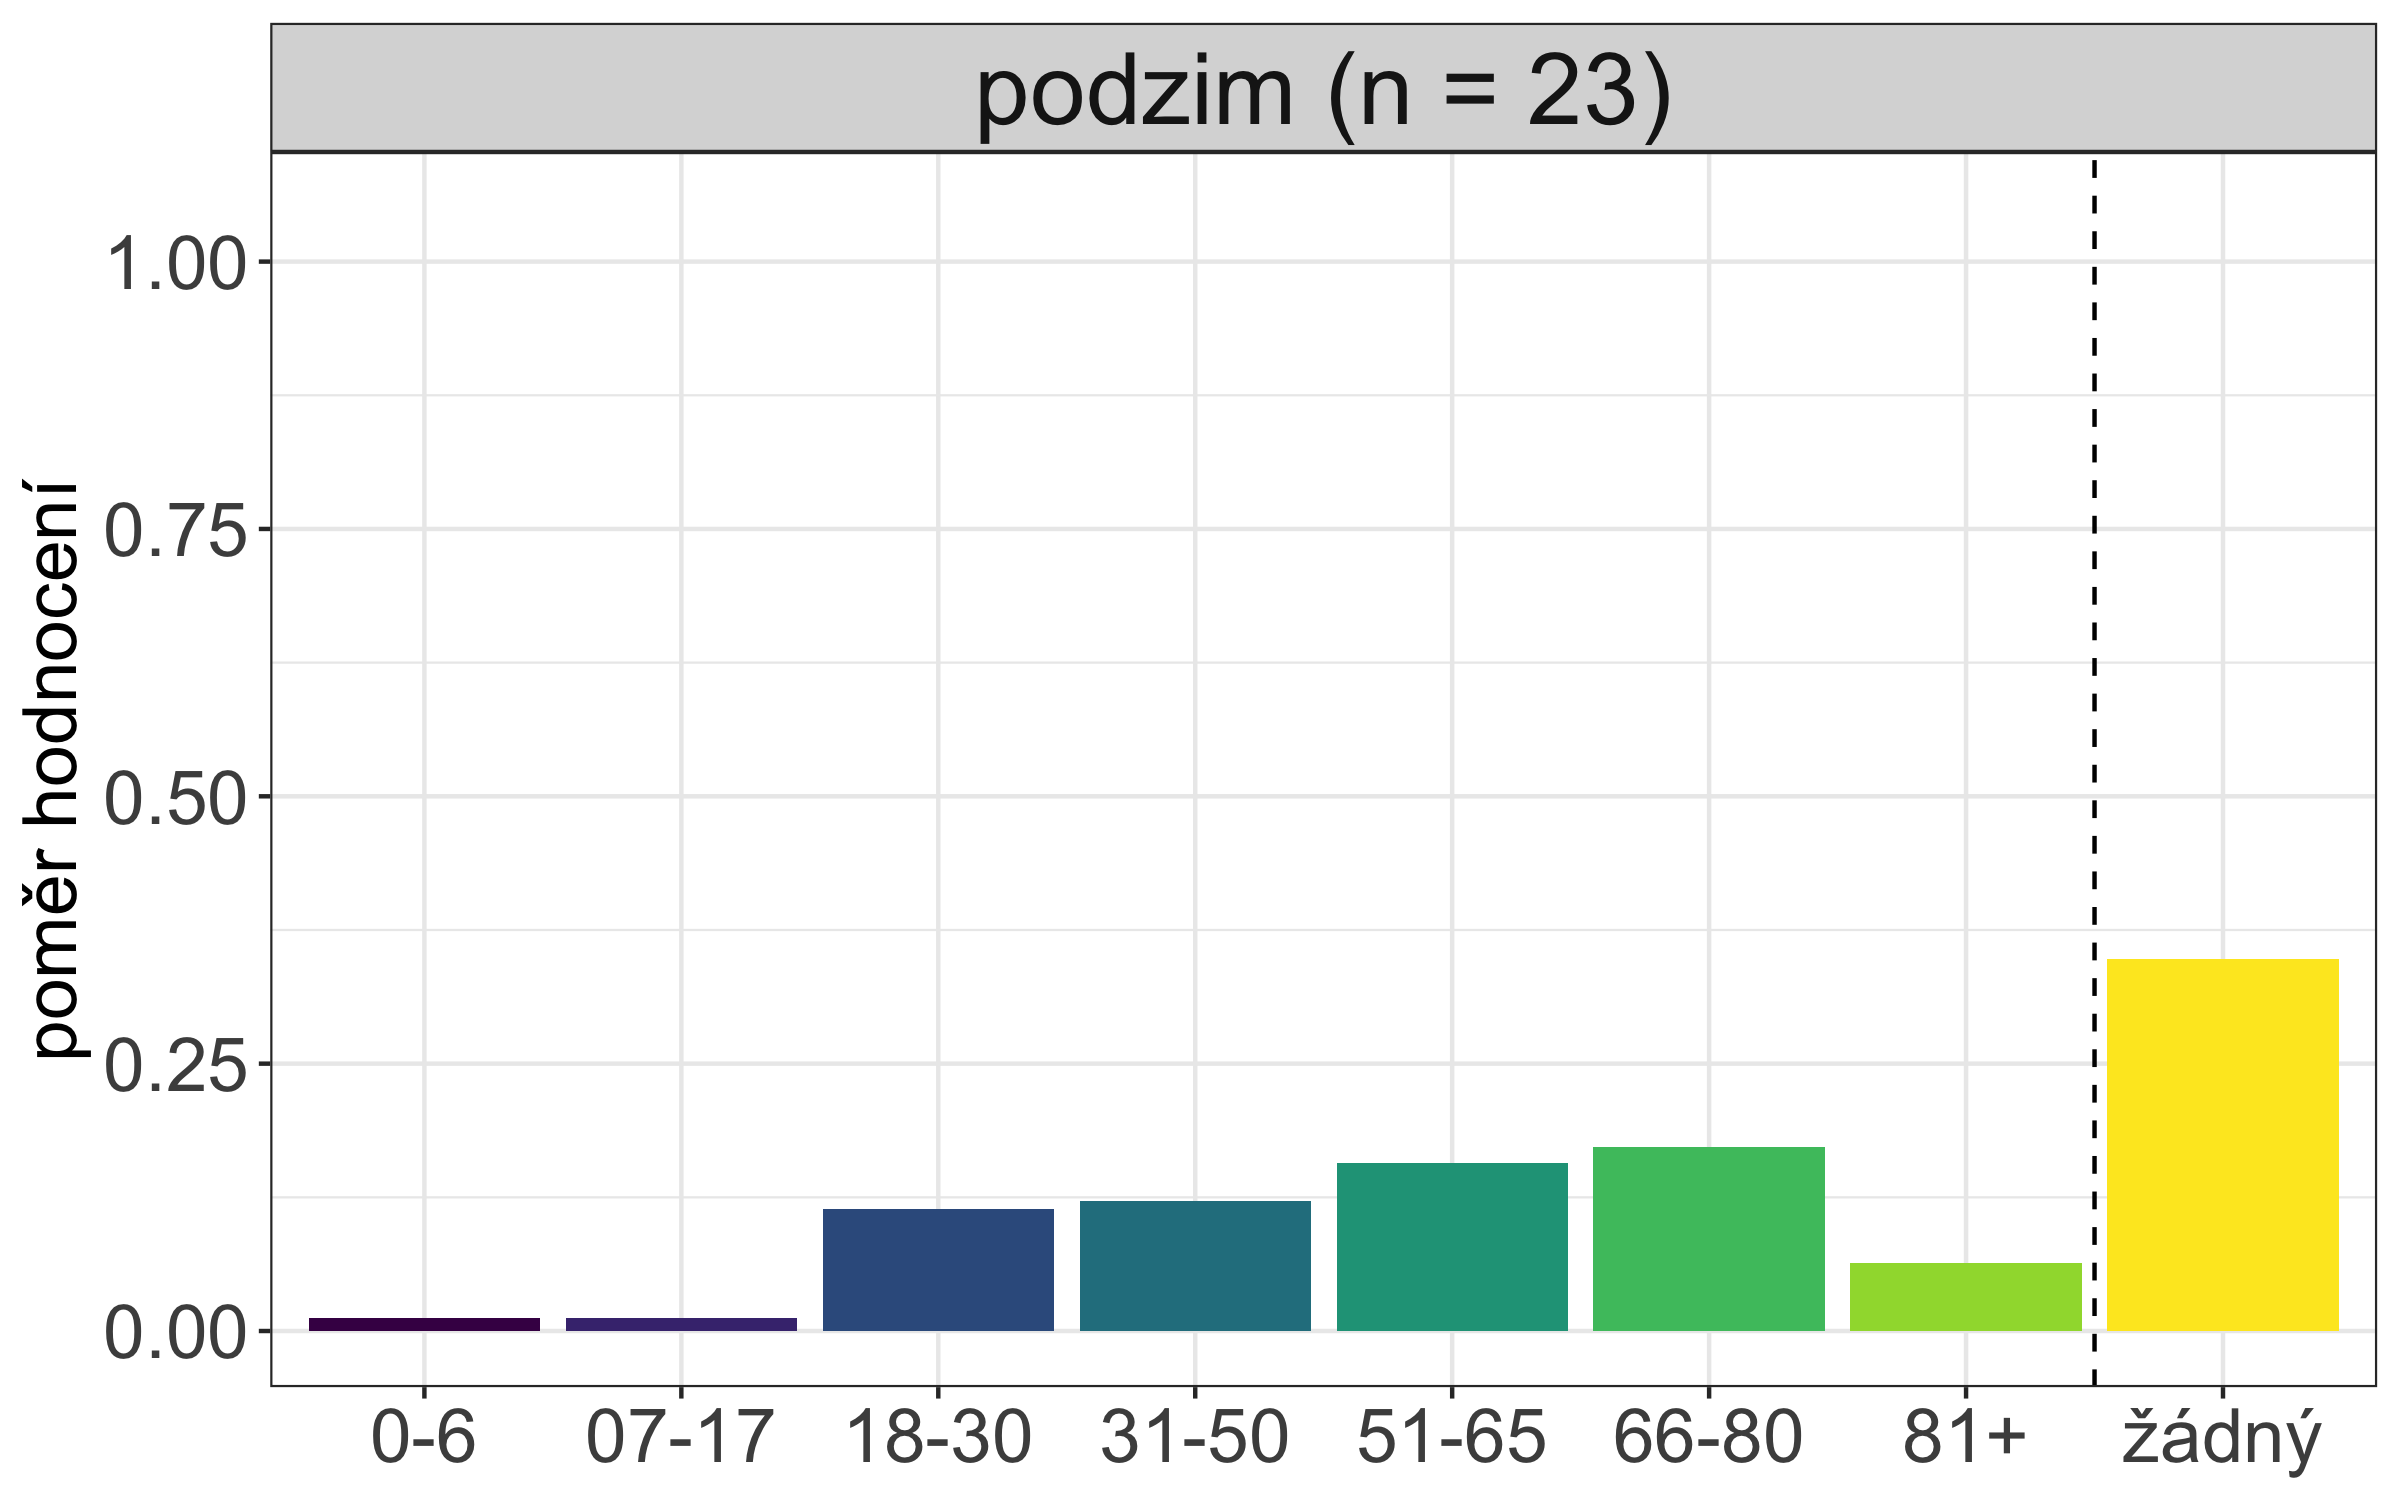 podzim (n = 23)
poměr hodnocení
1.00
0.75
0.50
0.25
0.00
0-6 07-17 18-30 31-50 51-65 66-80 81+ žádný